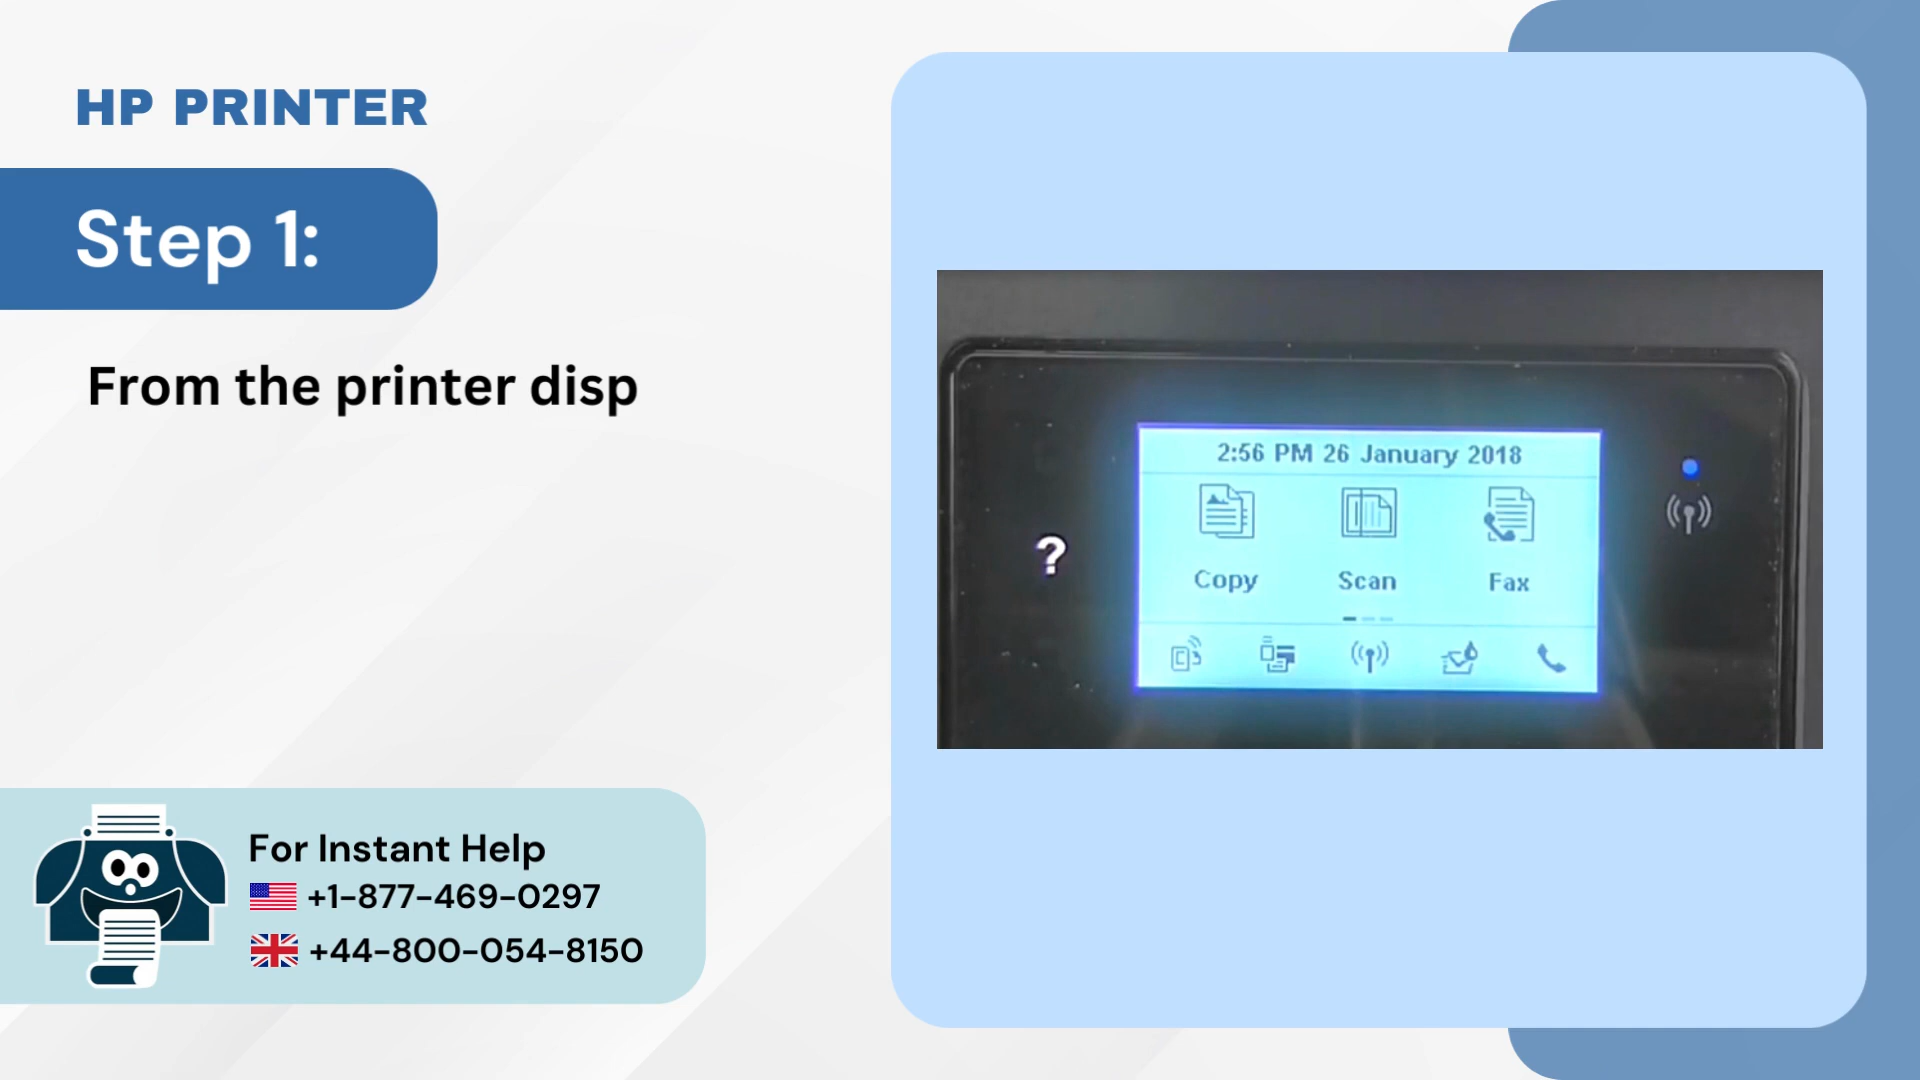 HP PRINTER
Step 1:
From the printer disp
2:56 PM 26 January 2018
?
Copy
Scan
Fax
For Instant Help
+1-877-469-0297
+44-800-054-8150